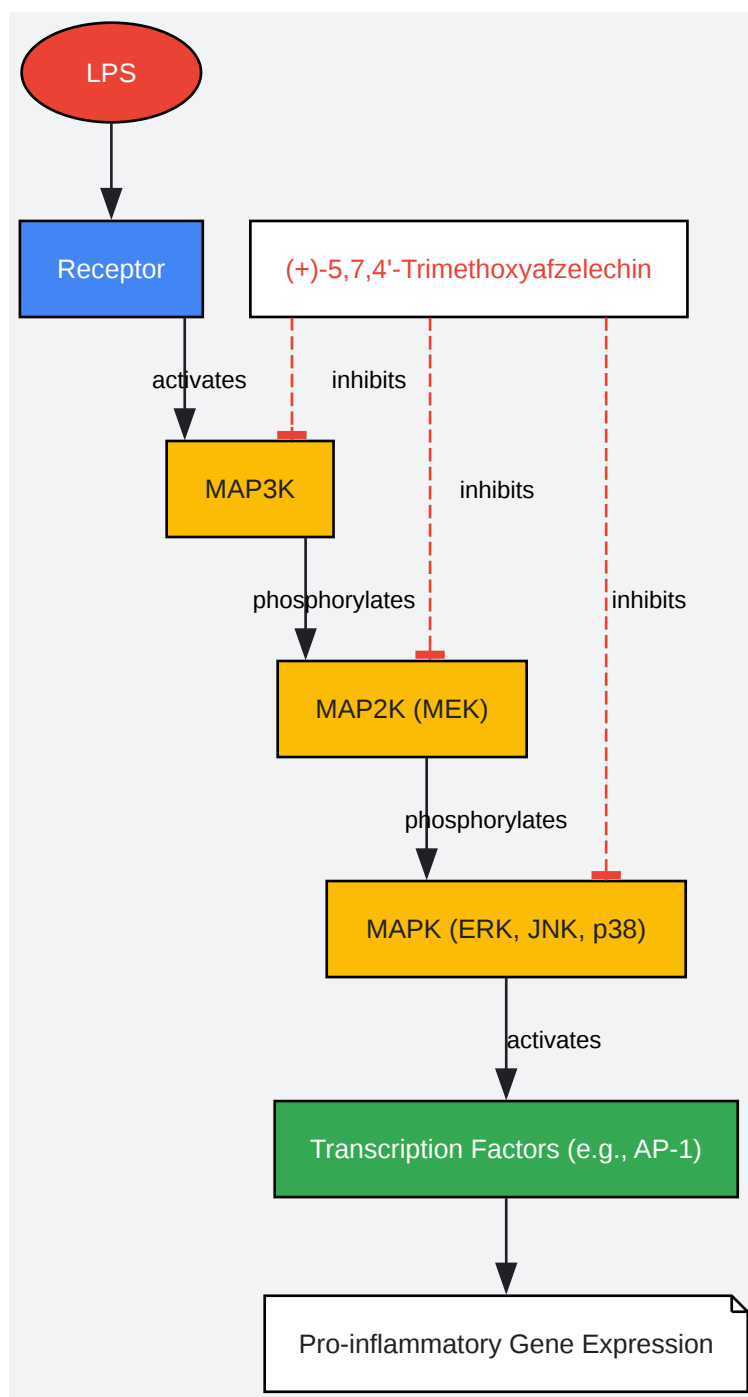 LPS
Receptor
(+)-5,7,4'-Trimethoxyafzelechin
activates
inhibits
MAP3K
inhibits
phosphorylates
inhibits
MAP2K (MEK)
phosphorylates
MAPK (ERK, JNK, p38)
activates
Transcription Factors (e.g., AP-1)
Pro-inflammatory Gene Expression